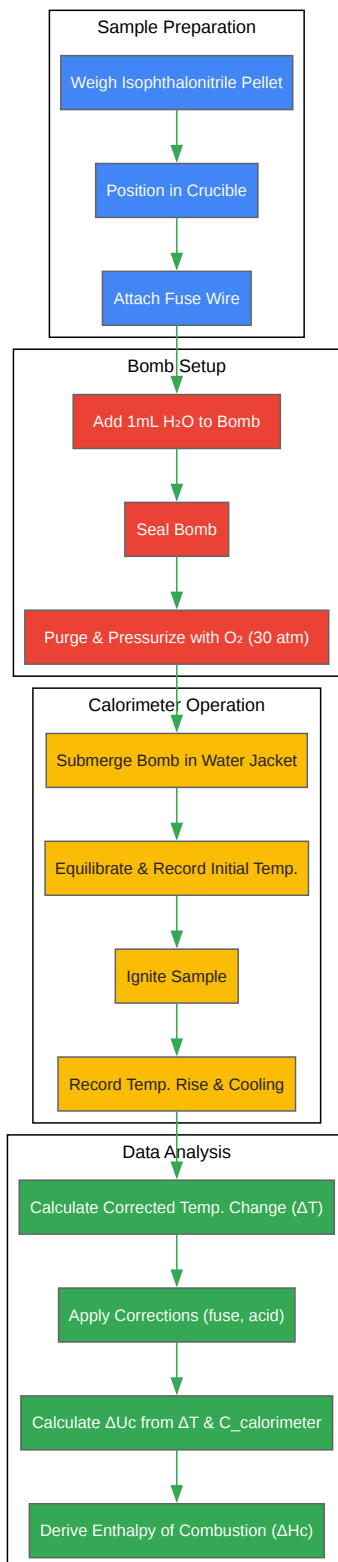 Sample Preparation
Weigh Isophthalonitrile Pellet
Position in Crucible
Attach Fuse Wire
Bomb Setup
Add 1mL H₂O to Bomb
Seal Bomb
Purge & Pressurize with O₂ (30 atm)
Calorimeter Operation
Submerge Bomb in Water Jacket
Equilibrate & Record Initial Temp.
Ignite Sample
Record Temp. Rise & Cooling
Data Analysis
Calculate Corrected Temp. Change (ΔT)
Apply Corrections (fuse, acid)
Calculate ΔUc from ΔT & C_calorimeter
Derive Enthalpy of Combustion (ΔHc)